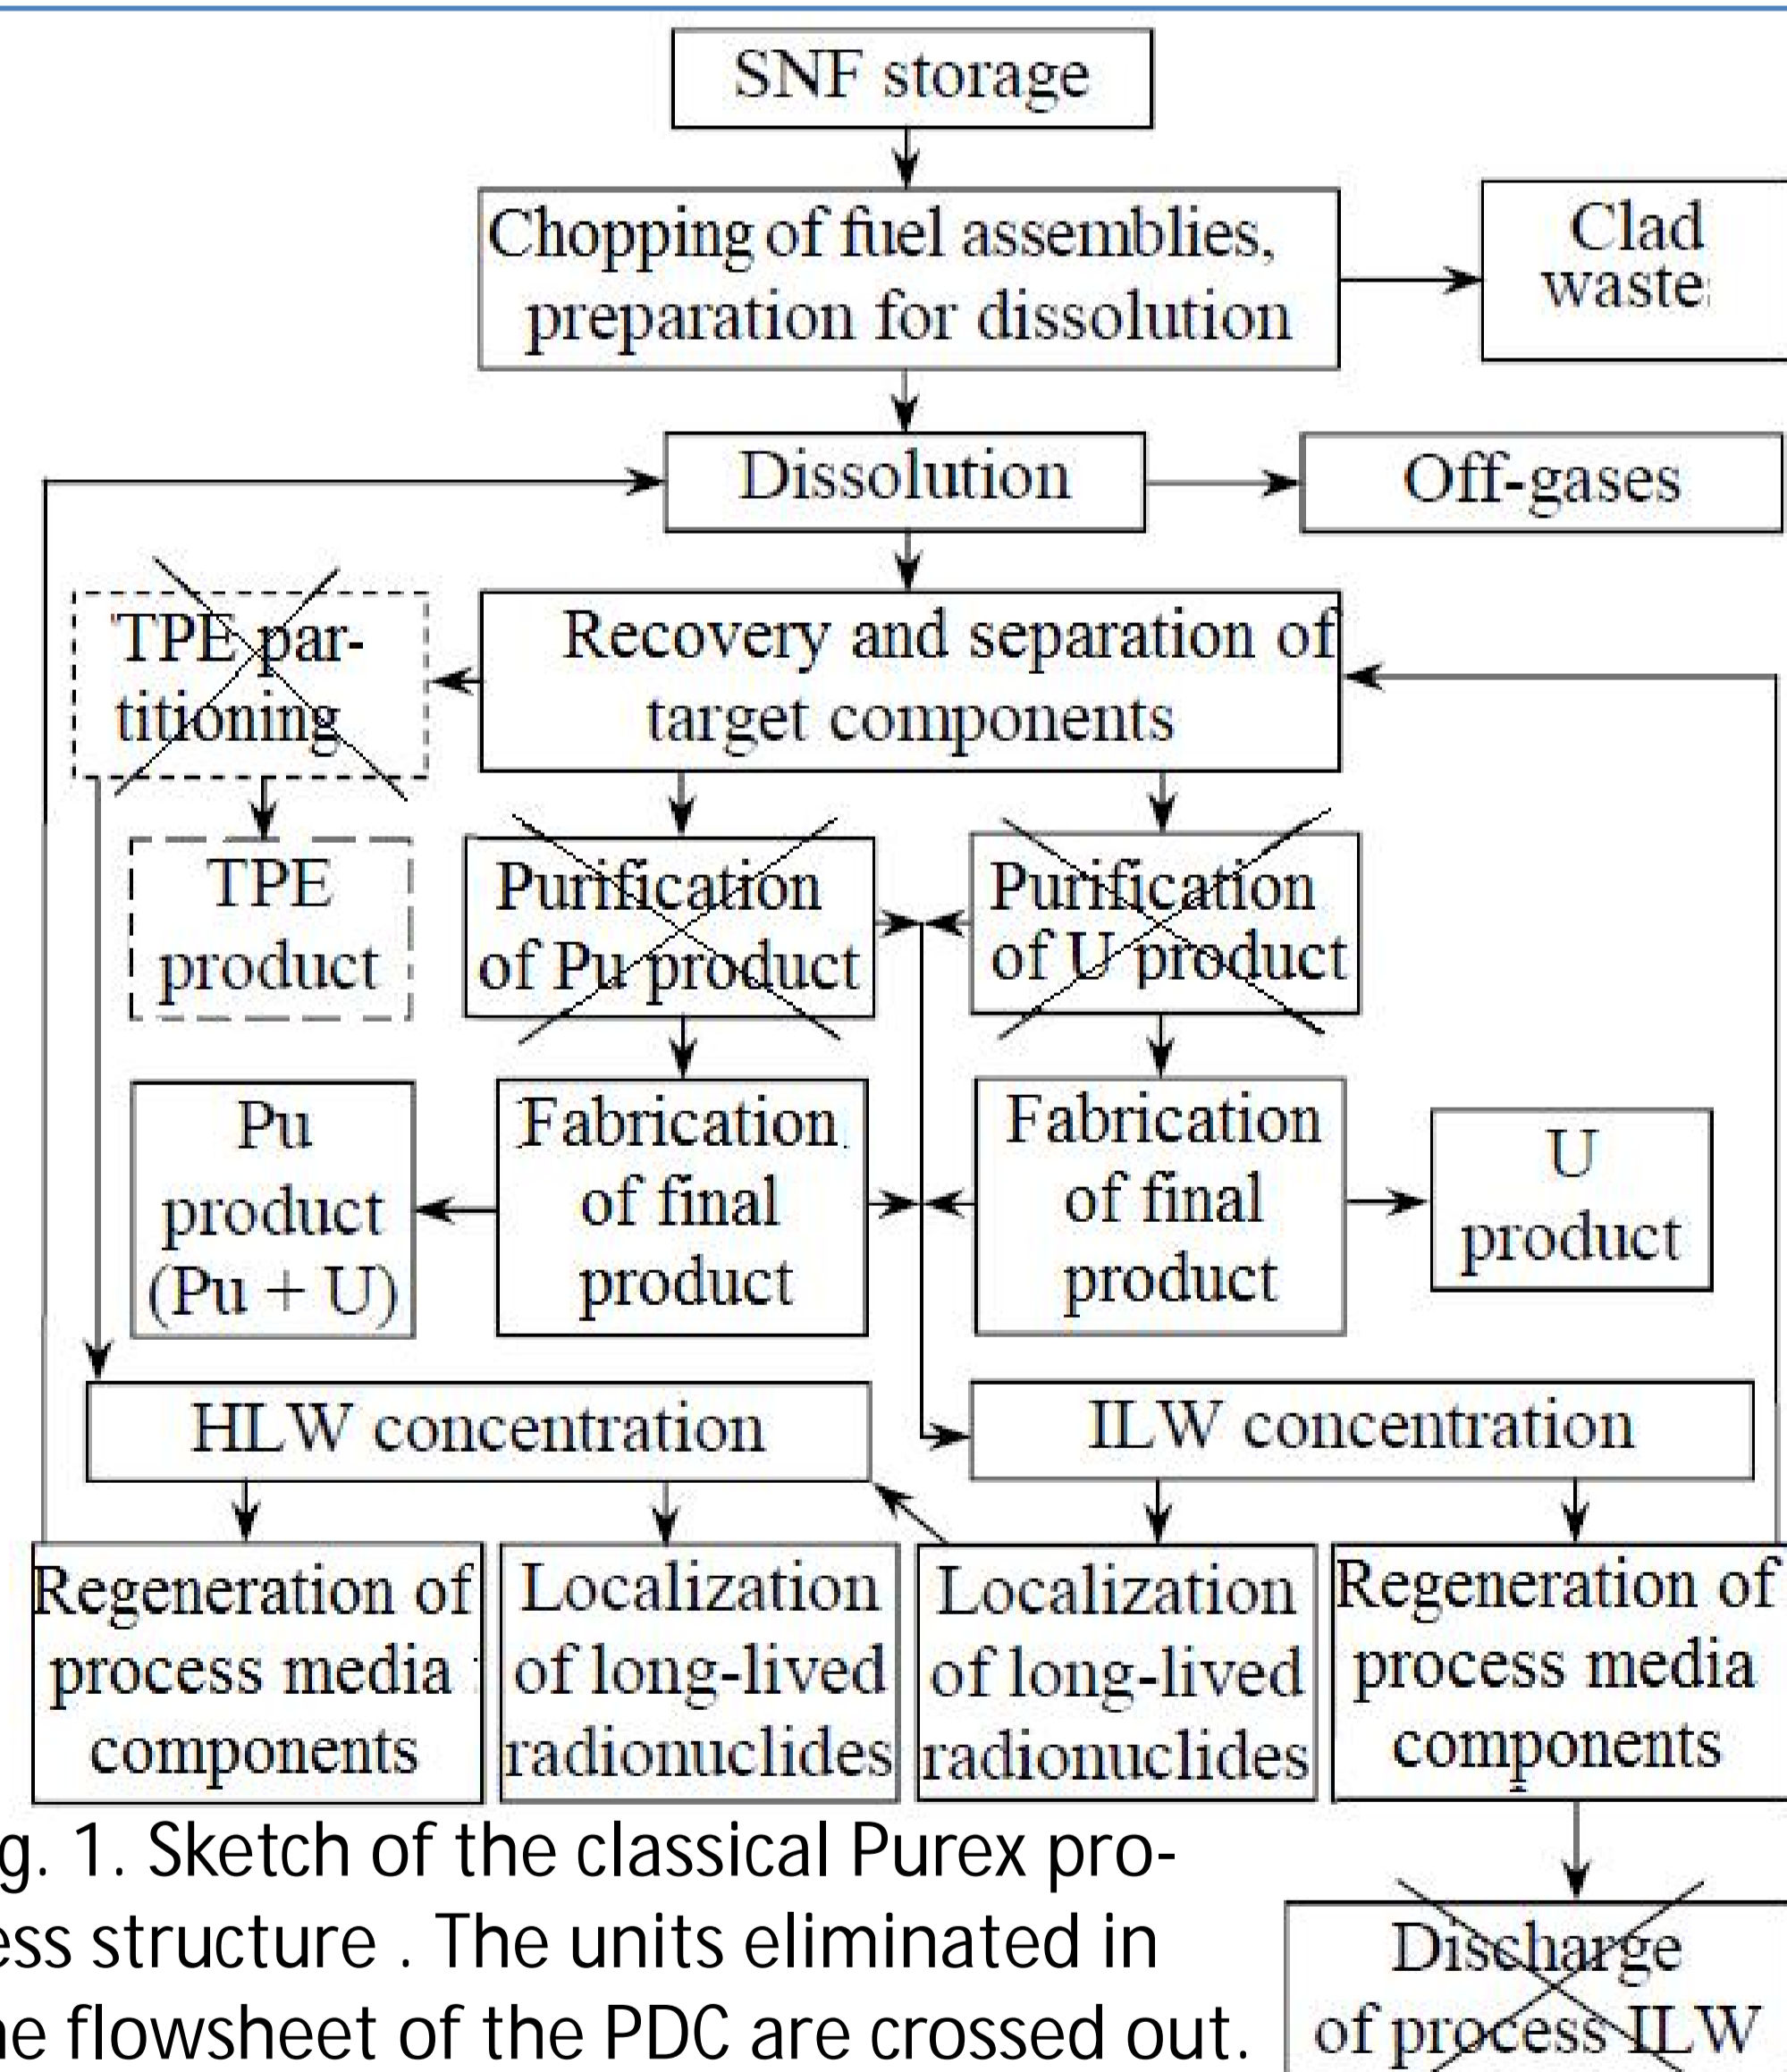 SNF storage
Chopping of fuel assemblies,
preparation for dissolution
Clad
waste
Dissolution
Off-gases
TPE par-
titioning
Recovery and separation of
target components
TPE
product
Purification
of Pu product
Purification
of U product
Pu
product
(Pu + U)
Fabrication
of final
product
Fabrication
of final
product
U
product
HLW concentration
ILW concentration
Regeneration of
process media
components
Localization
of long-lived
radionuclides
Localization
of long-lived
radionuclides
Regeneration of
process media
components
g. 1. Sketch of the classical Purex pro-
ess structure . The units eliminated in
he flowsheet of the PDC are crossed out.
Discharge
of process ILW